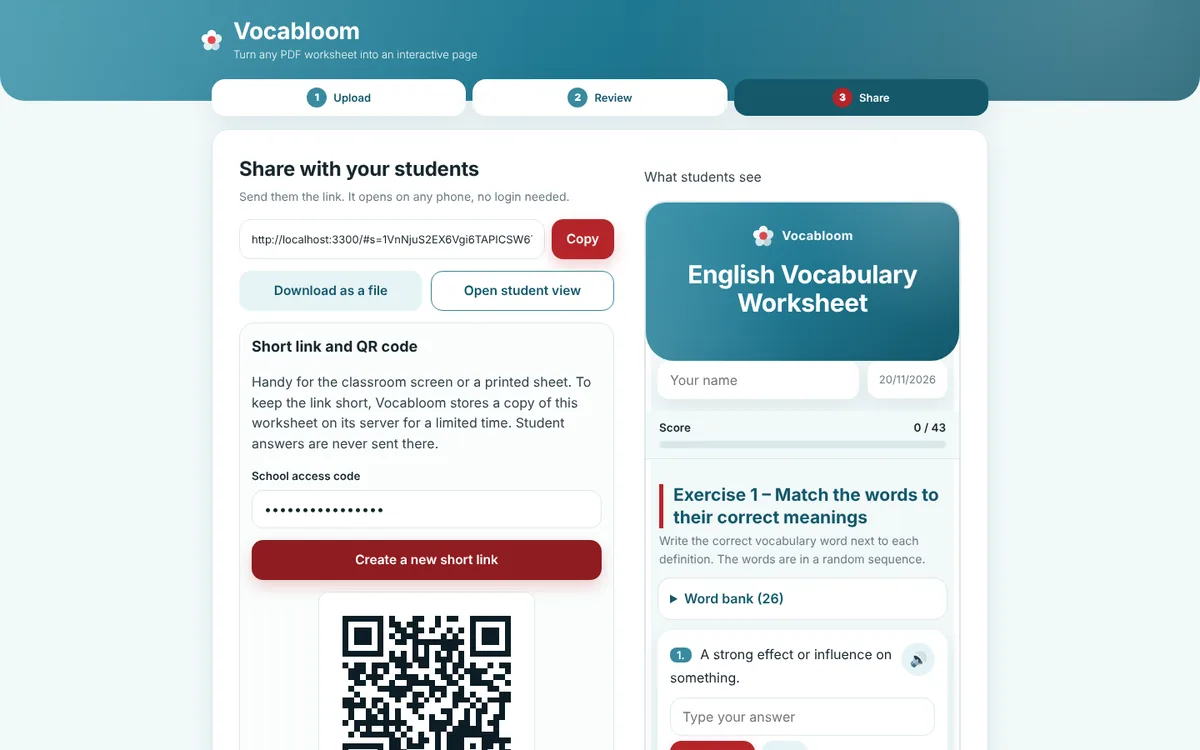 Vocabloom
Turn any PDF worksheet into an interactive page
1 Upload
2 Review
3 Share
Share with your students
Send them the link. It opens on any phone, no login needed.
http://localhost:3300/#s=1VnNjuS2EX6Vgi6TAPICSW6
Copy
Download as a file
Open student view
Short link and QR code
Handy for the classroom screen or a printed sheet. To
keep the link short, Vocabloom stores a copy of this
worksheet on its server for a limited time. Student
answers are never sent there.
School access code
••••••••••••••••
Create a new short link
What students see
Vocabloom
English Vocabulary
Worksheet
Your name
20/11/2026
Score
0 / 43
Exercise 1 – Match the words to
their correct meanings
Write the correct vocabulary word next to each
definition. The words are in a random sequence.
Word bank (26)
1. A strong effect or influence on
something.
Type your answer